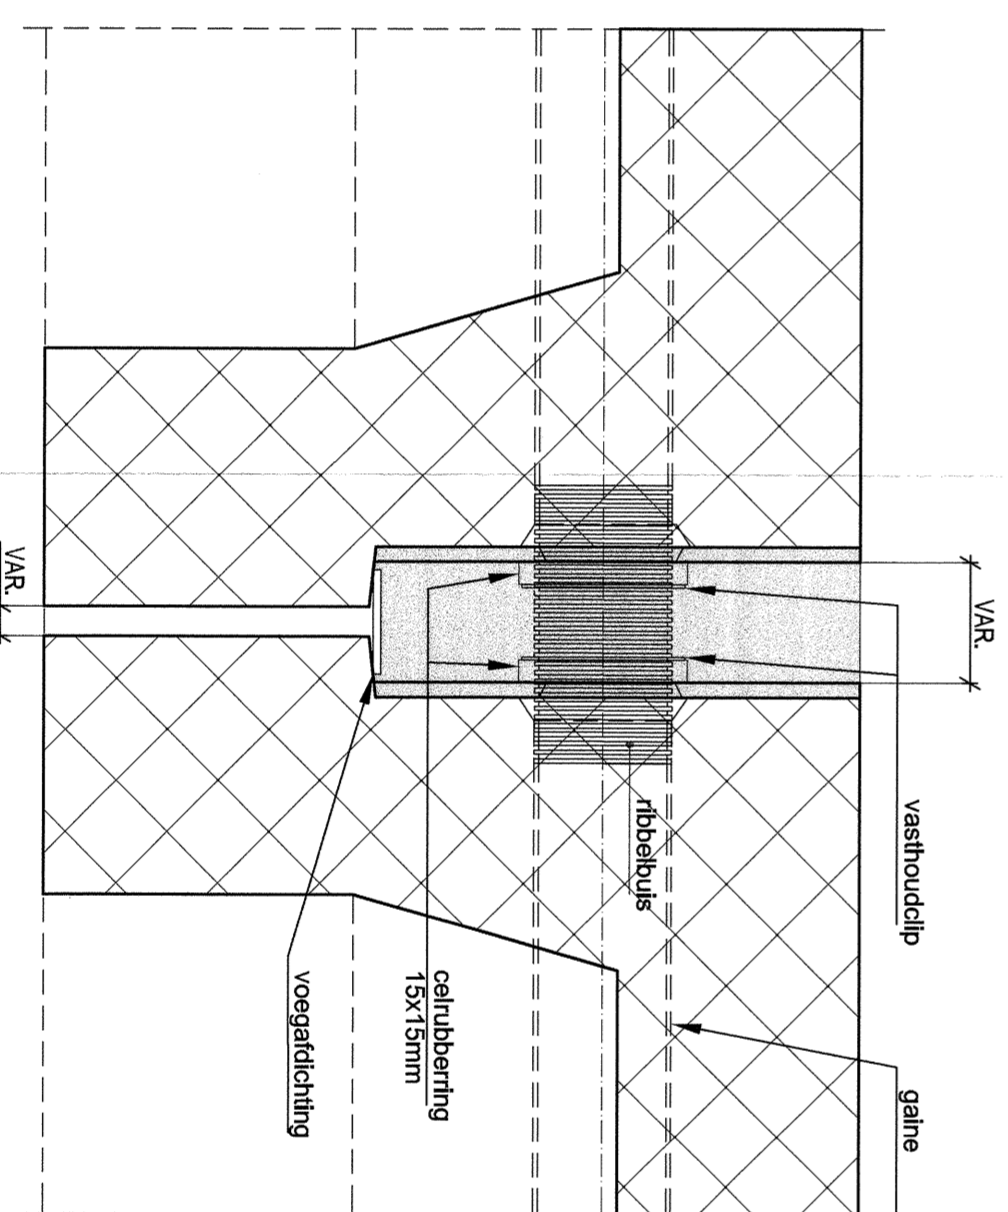 VAR.
vasthoudclip
gaine
ribbelbuis
celrubberring
15x15mm
voegafdichting
VAR.